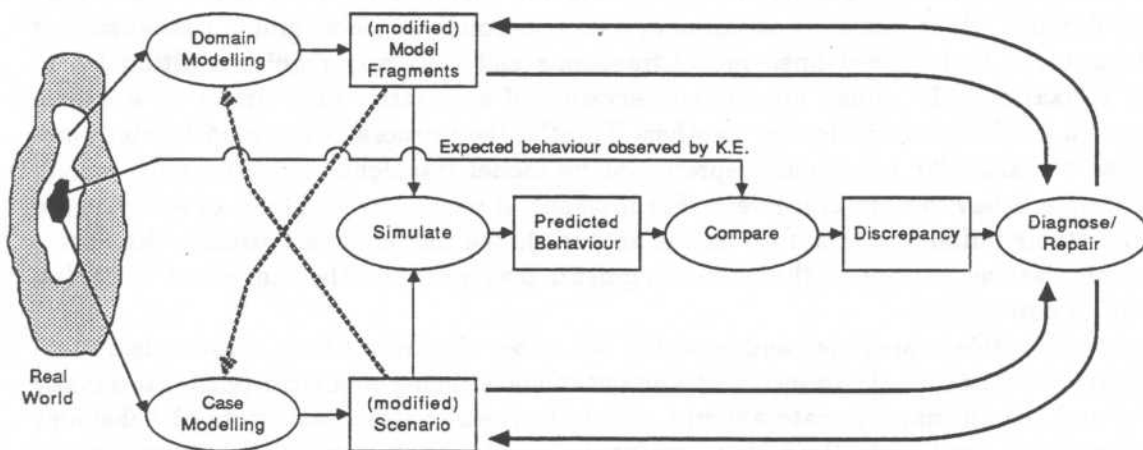 Domain
Modelling
(modified)
Model
Fragments
Expected behaviour observed by K.E.
Simulate
Predicted
Behaviour
Compare
Discrepancy
Diagnose/
Repair
Real
World
Case
Modelling
(modified)
Scenario